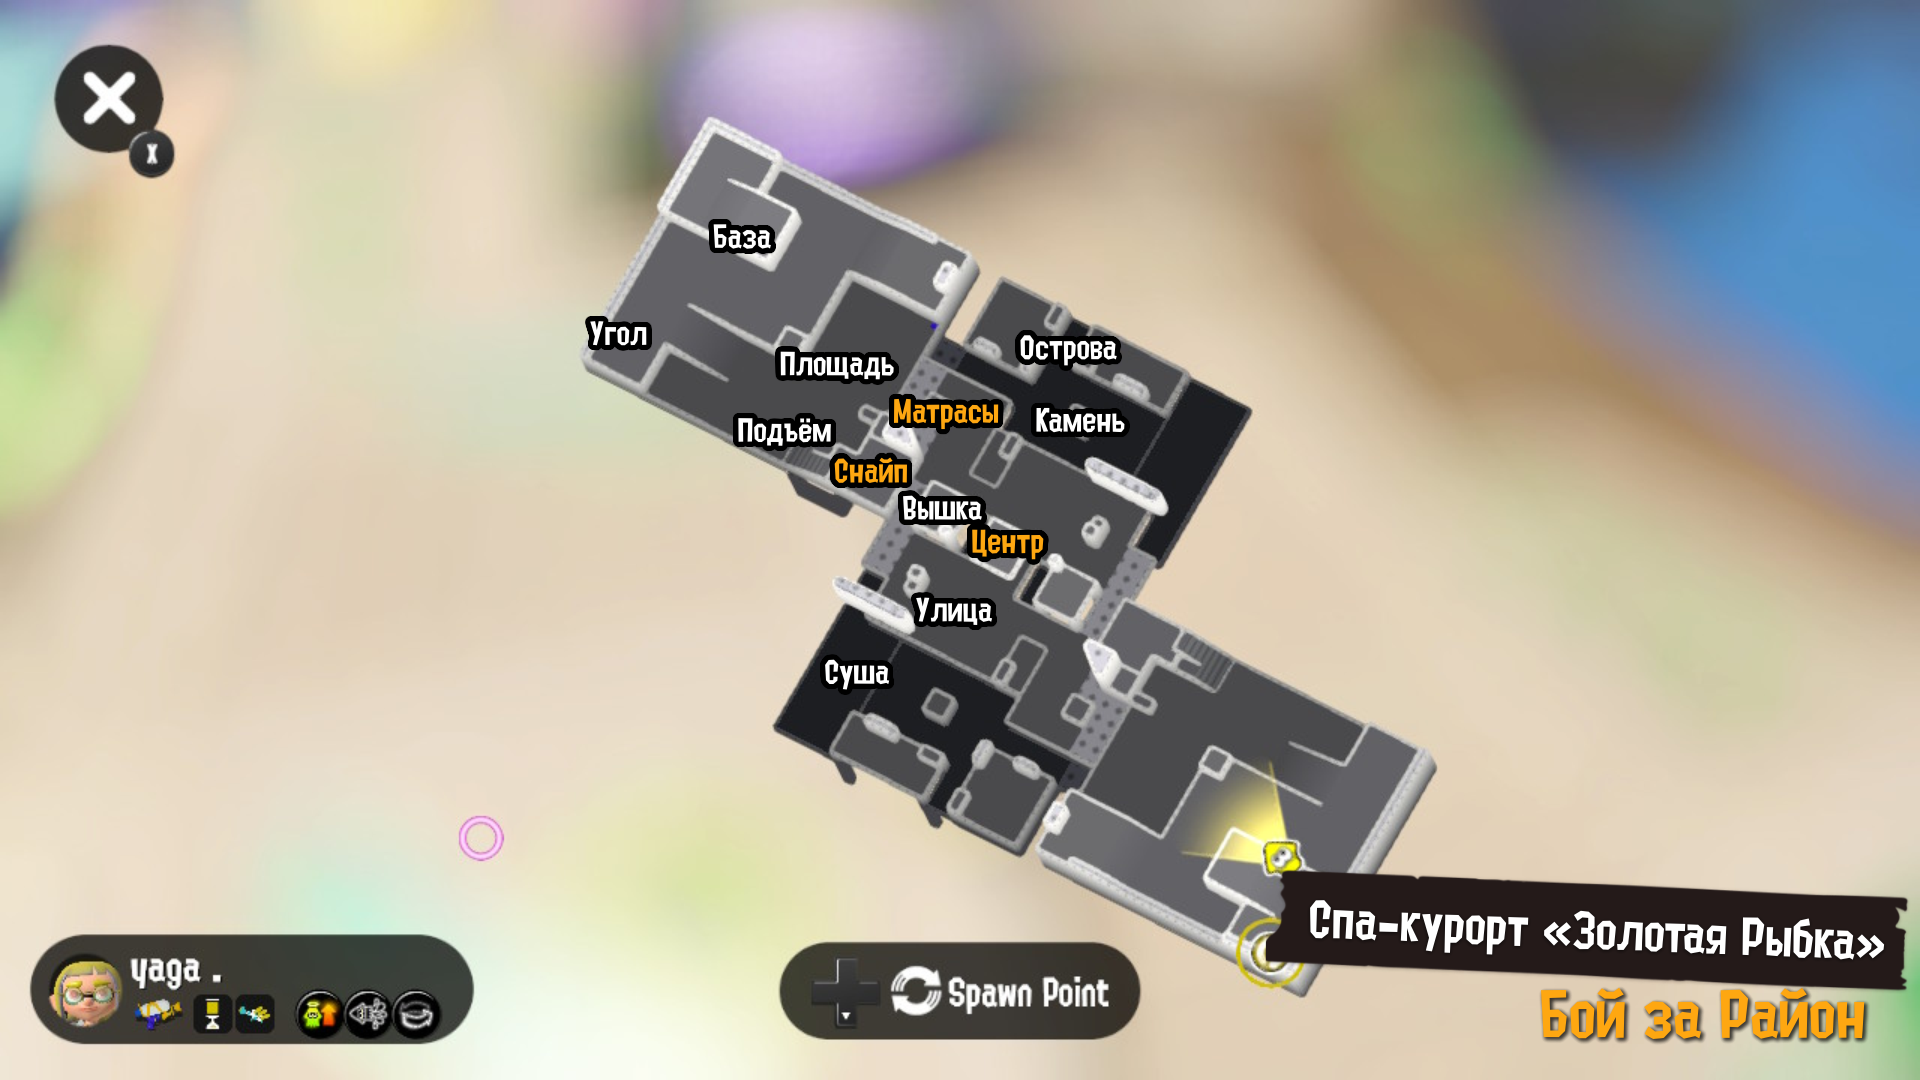 X
База
Угол
Острова
Площадь
Матрасы
Камень
Подъём
Снайп
Вышка
Центр
Улица
Суша
Спа-курорт «Золотая Рыбка»
Бой за Район
yaga .
Spawn Point